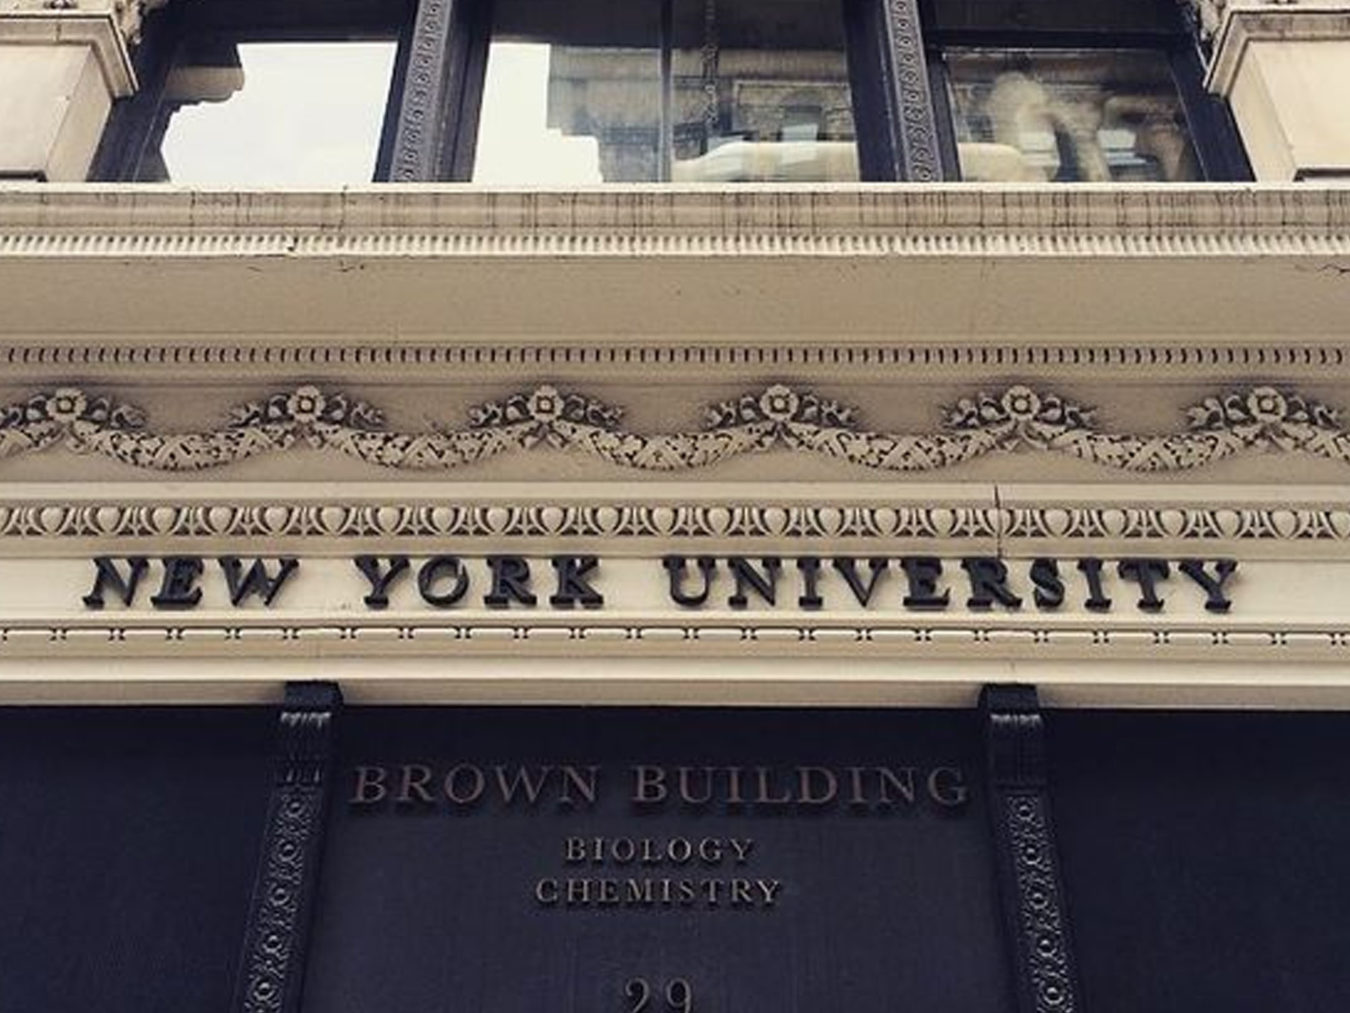 NEW YORK UNIVERSITY
BROWN BUILDING
BIOLOGY
CHEMISTRY
29